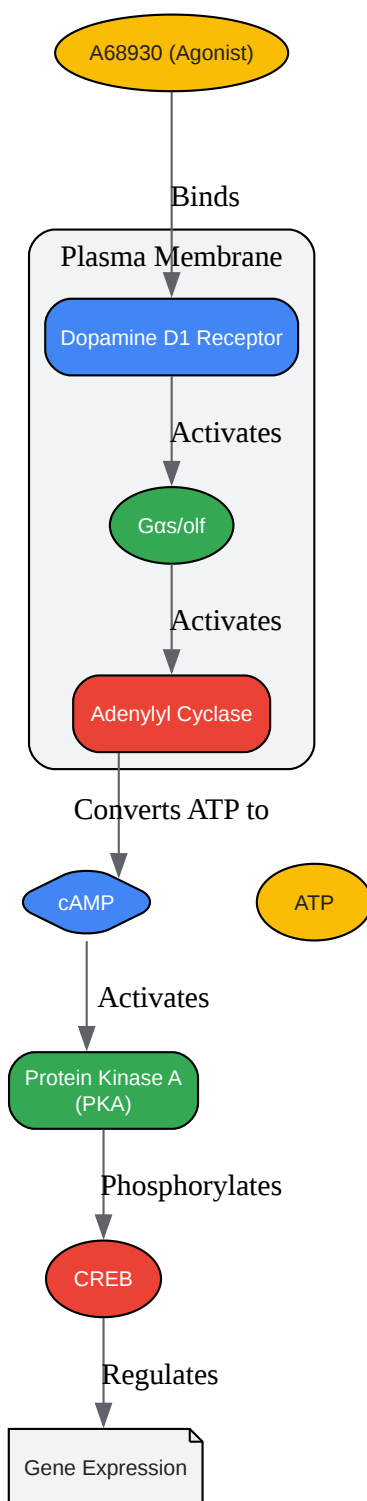 A68930 (Agonist)
Binds
Plasma Membrane
Dopamine D1 Receptor
Activates
Gαs/olf
Activates
Adenylyl Cyclase
Converts ATP to
cAMP
ATP
Activates
Protein Kinase A
(PKA)
Phosphorylates
CREB
Regulates
Gene Expression